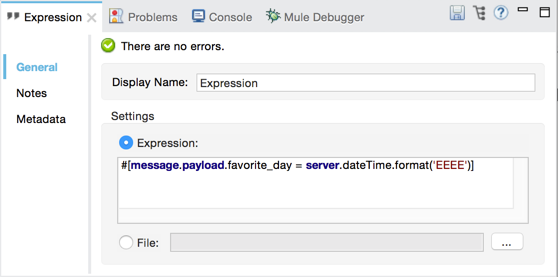 Expression Problems Console Mule Debugger
There are no errors.
General
Notes
Metadata
Display Name: Expression
Settings
Expression:
#[message.payload.favorite_day = server.dateTime.format('EEEE')]
File: ...